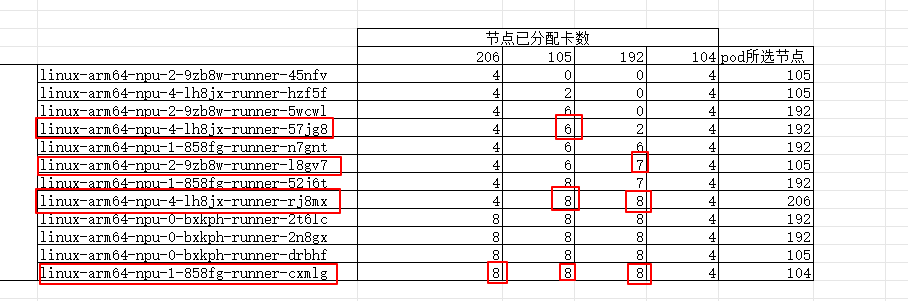 节点已分配卡数
206 105 192 104 pod所选节点
linux-arm64-npu-2-9zb8w-runner-45nfv 4 0 0 4 105
linux-arm64-npu-4-lh8jx-runner-hzf5f 4 2 0 4 105
linux-arm64-npu-2-9zb8w-runner-5wcwl 4 6 0 4 192
linux-arm64-npu-4-lh8jx-runner-57jg8 4 6 2 4 192
linux-arm64-npu-1-858fg-runner-n7gnt 4 6 6 4 192
linux-arm64-npu-2-9zb8w-runner-l8gv7 4 6 7 4 105
linux-arm64-npu-1-858fg-runner-52j6t 4 8 7 4 192
linux-arm64-npu-4-lh8jx-runner-rj8mx 4 8 8 4 206
linux-arm64-npu-0-bxkph-runner-2t6lc 8 8 8 4 192
linux-arm64-npu-0-bxkph-runner-2n8gx 8 8 8 4 192
linux-arm64-npu-0-bxkph-runner-drbhf 8 8 8 4 105
linux-arm64-npu-1-858fg-runner-cxmlg 8 8 8 4 104